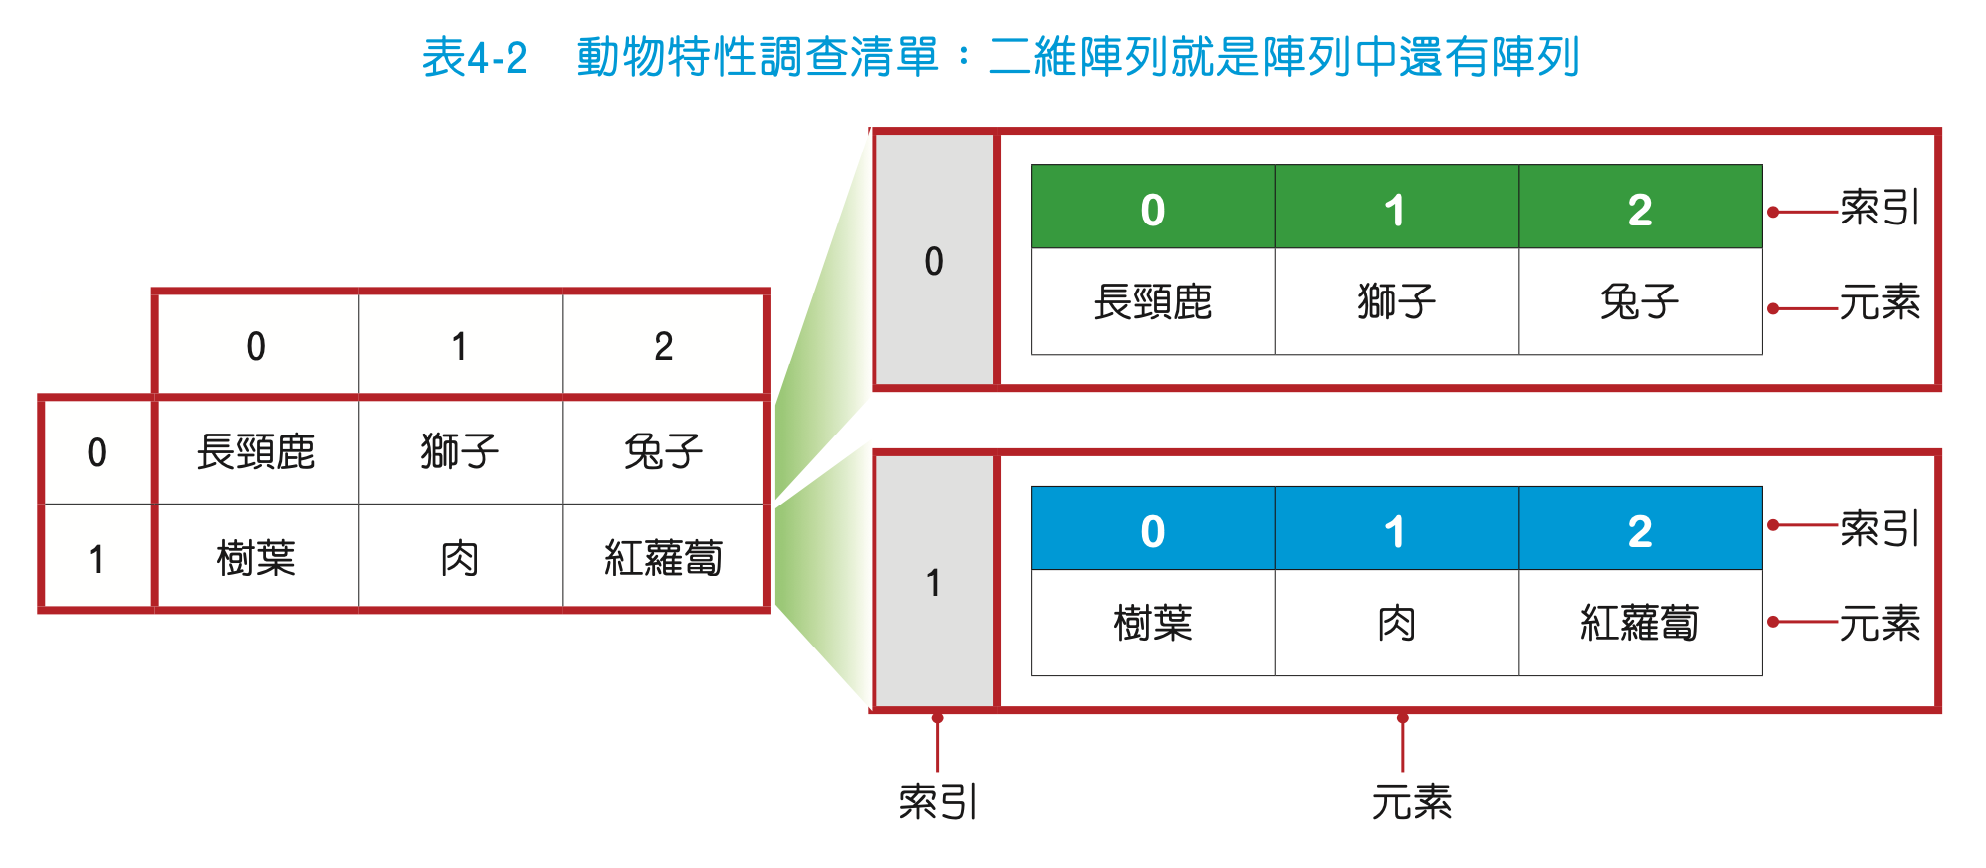 表4-2　動物特性調查清單：二維陣列就是陣列中還有陣列
0 1 2
0 長頸鹿 獅子 兔子
1 樹葉 肉 紅蘿蔔
0
0 1 2 索引
長頸鹿 獅子 兔子 元素
1
0 1 2 索引
樹葉 肉 紅蘿蔔 元素
索引 元素